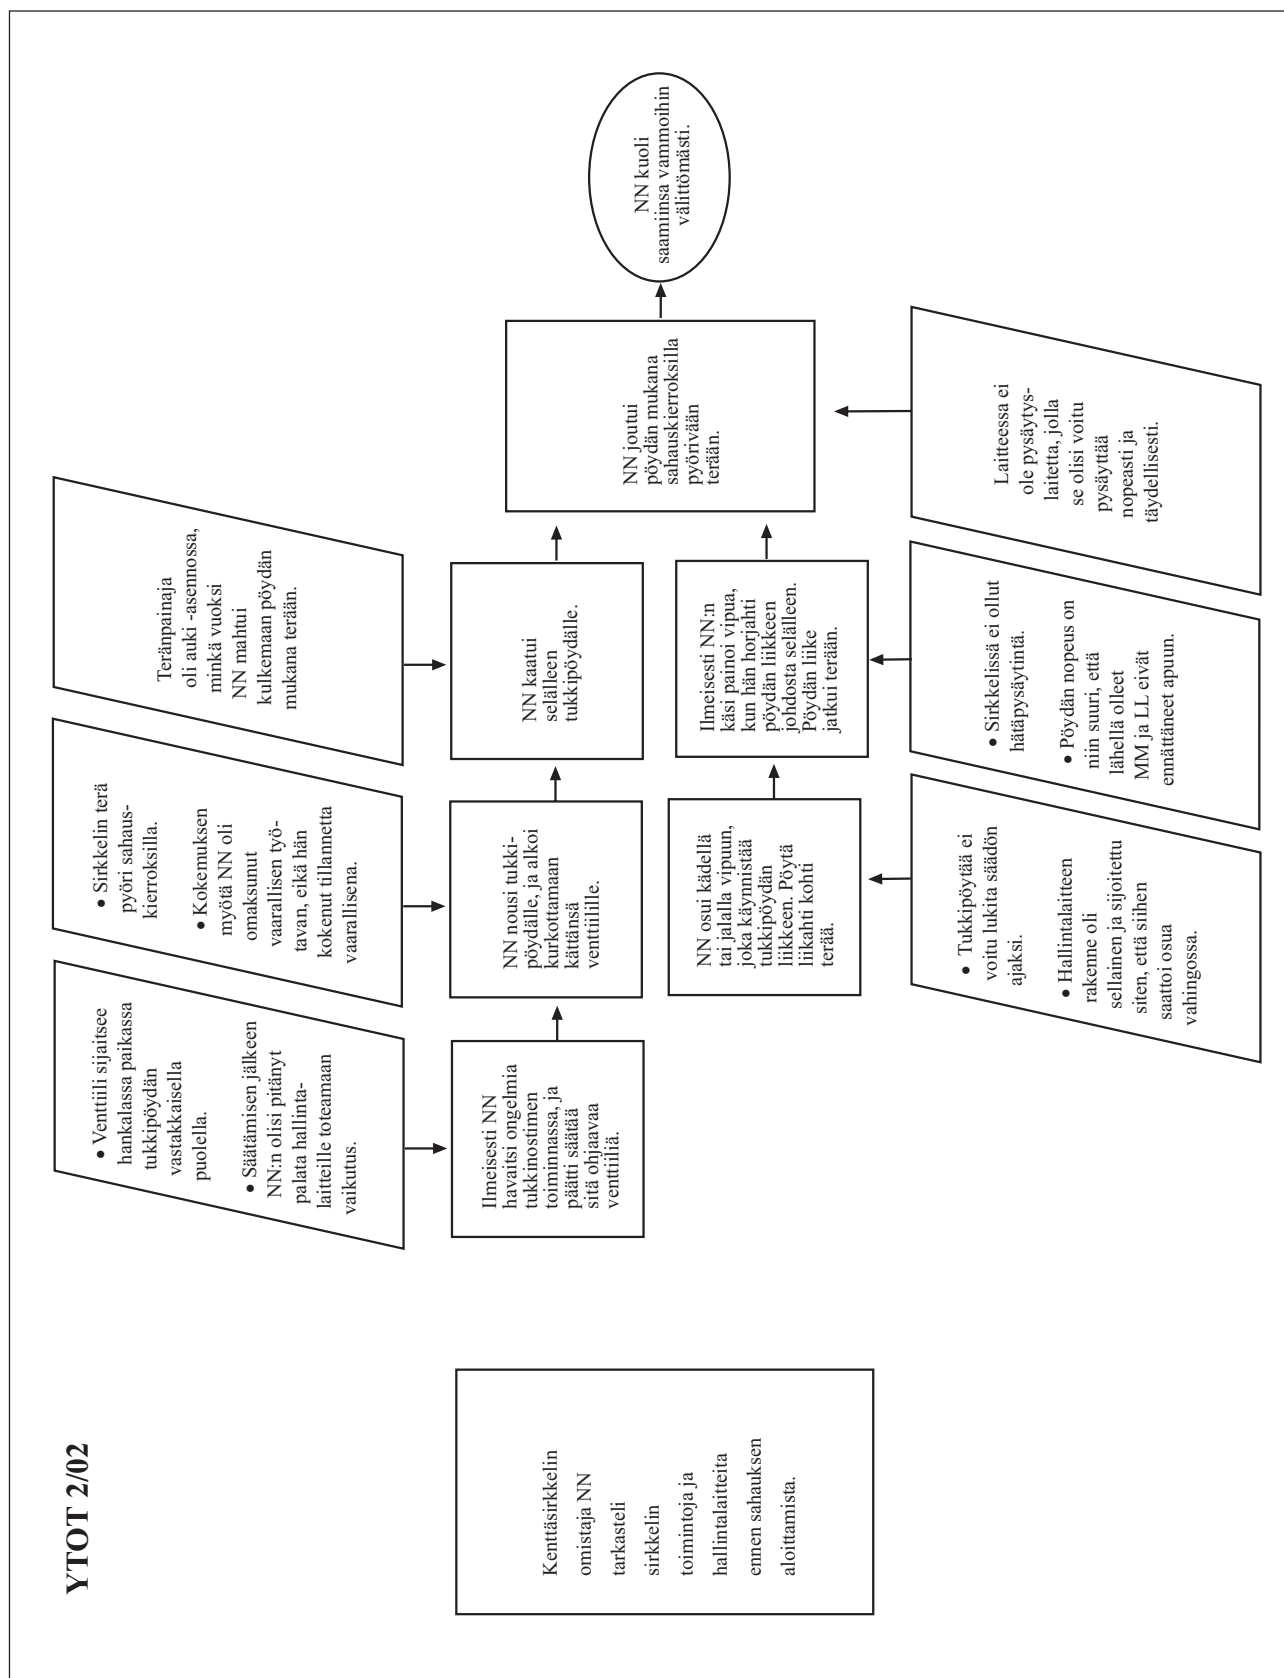 YTOT 2/02
Kenttäsirkkelin
omistaja NN
tarkasteli
sirkkelin
toimintoja ja
hallintalaitteita
ennen sahauksen
aloittamista.
• Venttiili sijaitsee
hankalassa paikassa
tukkipöydän
vastakkaisella
puolella.
• Säätämisen jälkeen
NN:n olisi pitänyt
palata hallinta-
laitteille toteamaan
vaikutus.
Ilmeisesti NN
havaitsi ongelmia
tukkinostimen
toiminnassa, ja
päätti säätää
sitä ohjaavaa
venttiiliä.
• Sirkkelin terä
pyöri sahaus-
kierroksilla.
• Kokemuksen
myötä NN oli
omaksunut
vaarallisen työ-
tavan, eikä hän
kokenut tillannetta
vaarallisena.
NN nousi tukki-
pöydälle, ja alkoi
kurkottamaan
kättänsä
venttiilille.
NN osui kädellä
tai jalalla vipuun,
joka käynnistää
tukkipöydän
liikkeen. Pöytä
liikahti kohti
terää.
• Tukkipöytää ei
voitu lukita säädön
ajaksi.
• Hallintalaitteen
rakenne oli
sellainen ja sijoitettu
siten, että siihen
saattoi osua
vahingossa.
Teränpainaja
oli auki -asennossa,
minkä vuoksi
NN mahtui
kulkemaan pöydän
mukana terään.
NN kaatui
selälleen
tukkipöydälle.
Ilmeisesti NN:n
käsi painoi vipua,
kun hän horjahti
pöydän liikkeen
johdosta selälleen.
Pöydän liike
jatkui terään.
• Sirkkelissä ei ollut
hätäpysäytintä.
• Pöydän nopeus on
niin suuri, että
lähellä olleet
MM ja LL eivät
ennättäneet apuun.
NN joutui
pöydän mukana
sahauskierroksilla
pyörivään
terään.
Laitteessa ei
ole pysäytys-
laitetta, jolla
se olisi voitu
pysäyttää
nopeasti ja
täydellisesti.
NN kuoli
saamiinsa vammoihin
välittömästi.